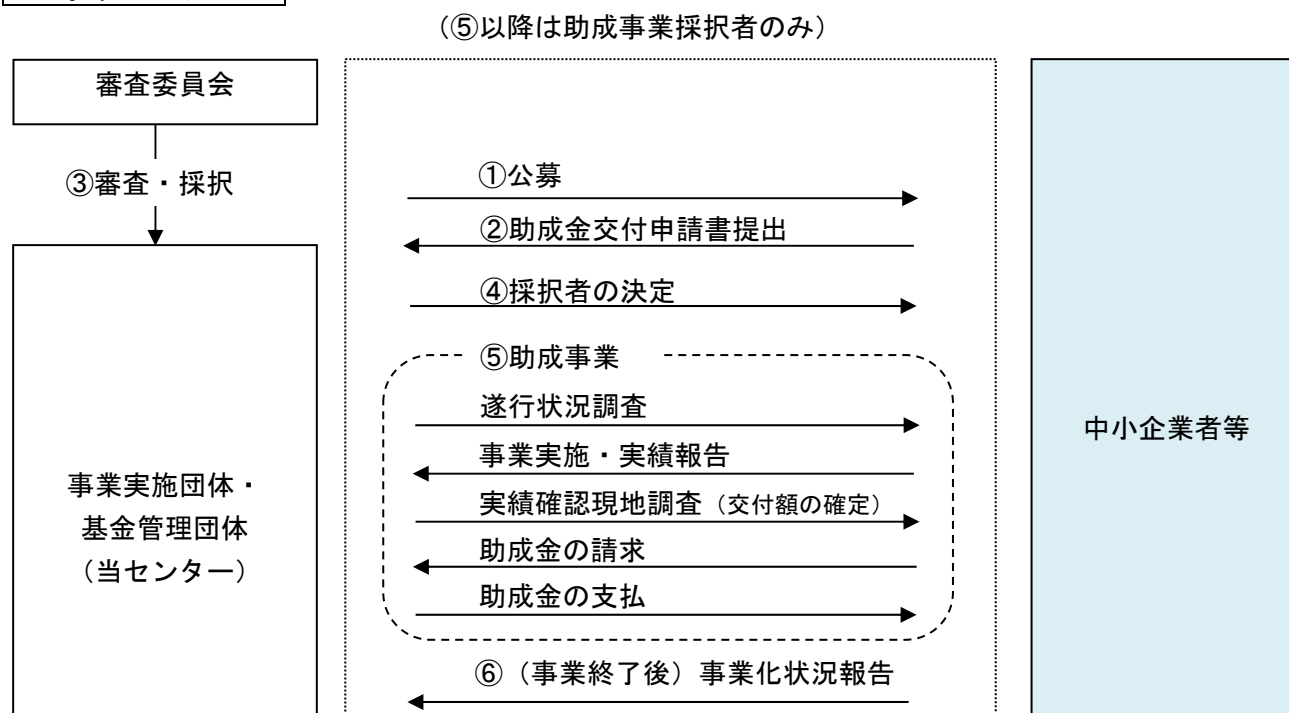 （⑤以降は助成事業採択者のみ）
審査委員会
③審査・採択
①公募
②助成金交付申請書提出
④採択者の決定
⑤助成事業
遂行状況調査
事業実施・実績報告
実績確認現地調査（交付額の確定）
助成金の請求
助成金の支払
⑥（事業終了後）事業化状況報告
事業実施団体・
基金管理団体
（当センター）
中小企業者等